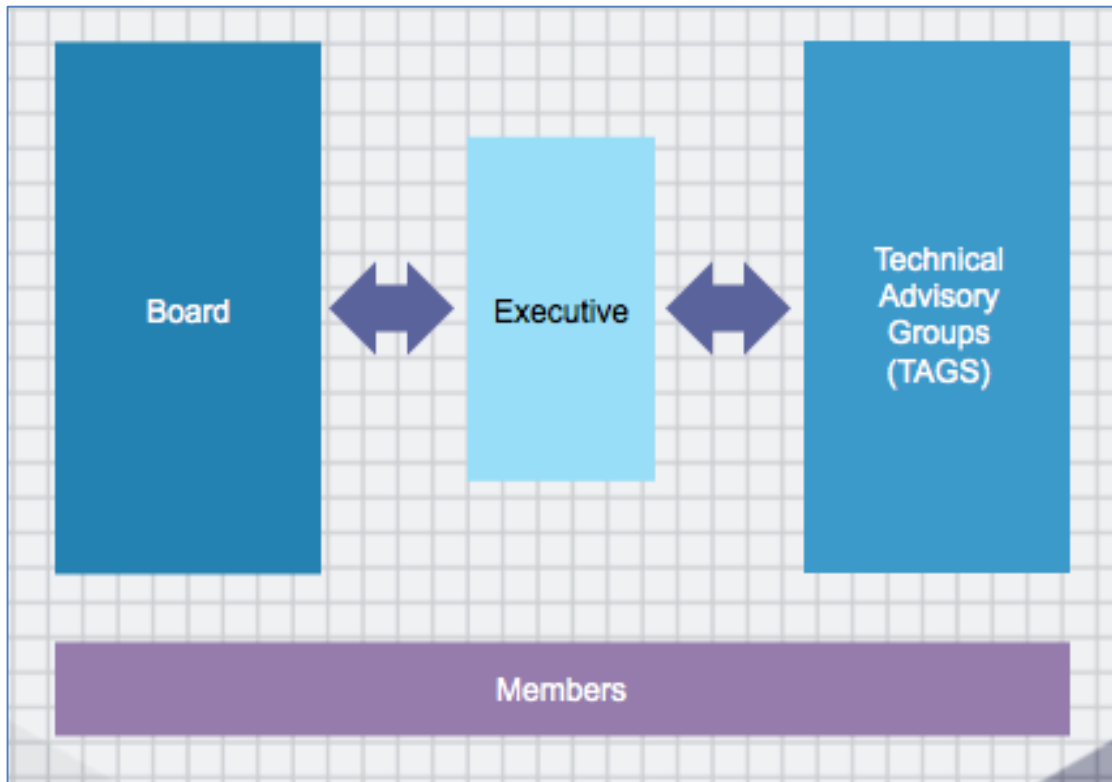 Board
Executive
Technical
Advisory
Groups
(TAGS)
Members